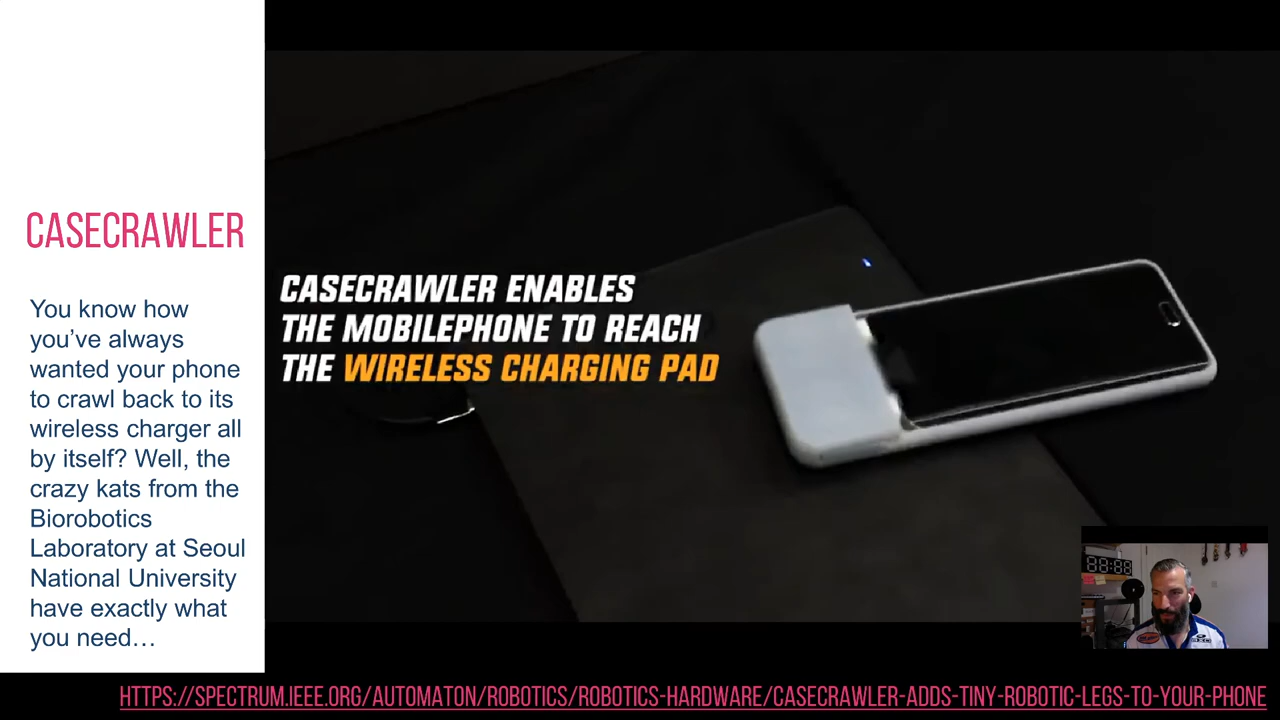 CASECRAWLER
You know how
you've always
wanted your phone
to crawl back to its
wireless charger all
by itself? Well, the
crazy kats from the
Biorobotics
Laboratory at Seoul
National University
have exactly what
you need…
CASECRAWLER ENABLES
THE MOBILEPHONE TO REACH
THE WIRELESS CHARGING PAD
HTTPS://SPECTRUM.IEEE.ORG/AUTOMATON/ROBOTICS/ROBOTICS-HARDWARE/CASECRAWLER-ADDS-TINY-ROBOTIC-LEGS-TO-YOUR-PHONE